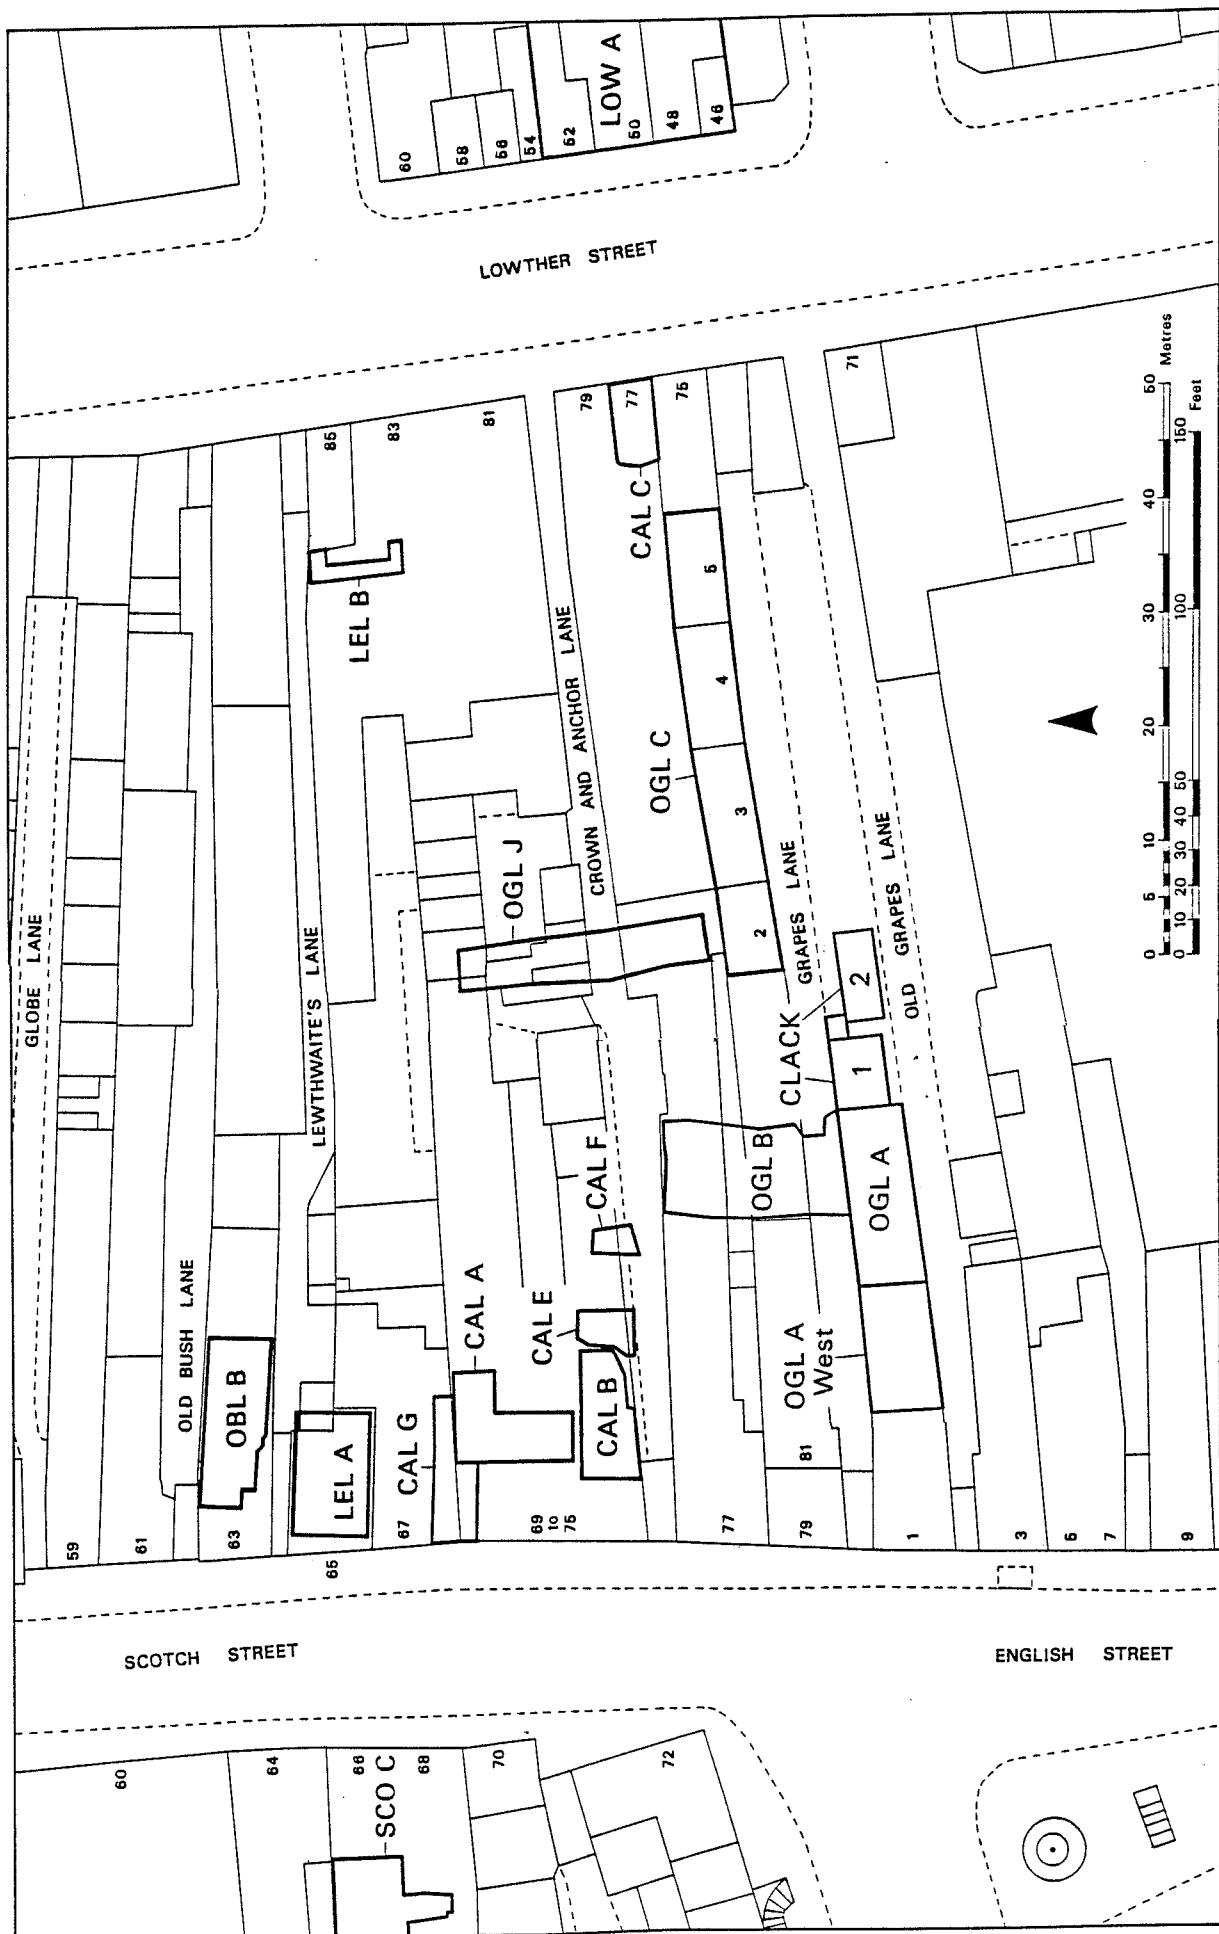 60
64
66
68
70
72
SCO C
SCOTCH STREET
ENGLISH STREET
59
61
63
65
67
69
to
75
77
79
81
1
3
6
7
9
GLOBE LANE
OLD BUSH LANE
OBL B
LEWTHWAITE'S LANE
LEL A
CAL G
CAL A
CAL E
CAL B
CAL F
OGL J
CROWN AND ANCHOR LANE
OGL A
West
OGL B
OGL A
CLACK
1
2
GRAPES LANE
OLD GRAPES LANE
OGL C
2
3
4
5
LEL B
CAL C
85
83
81
79
77
75
71
LOWTHER STREET
60
58
56
54
52
50
48
46
LOW A
0 5 10 20 30 40 50 Metres
0 10 20 30 40 50 100 150 Feet